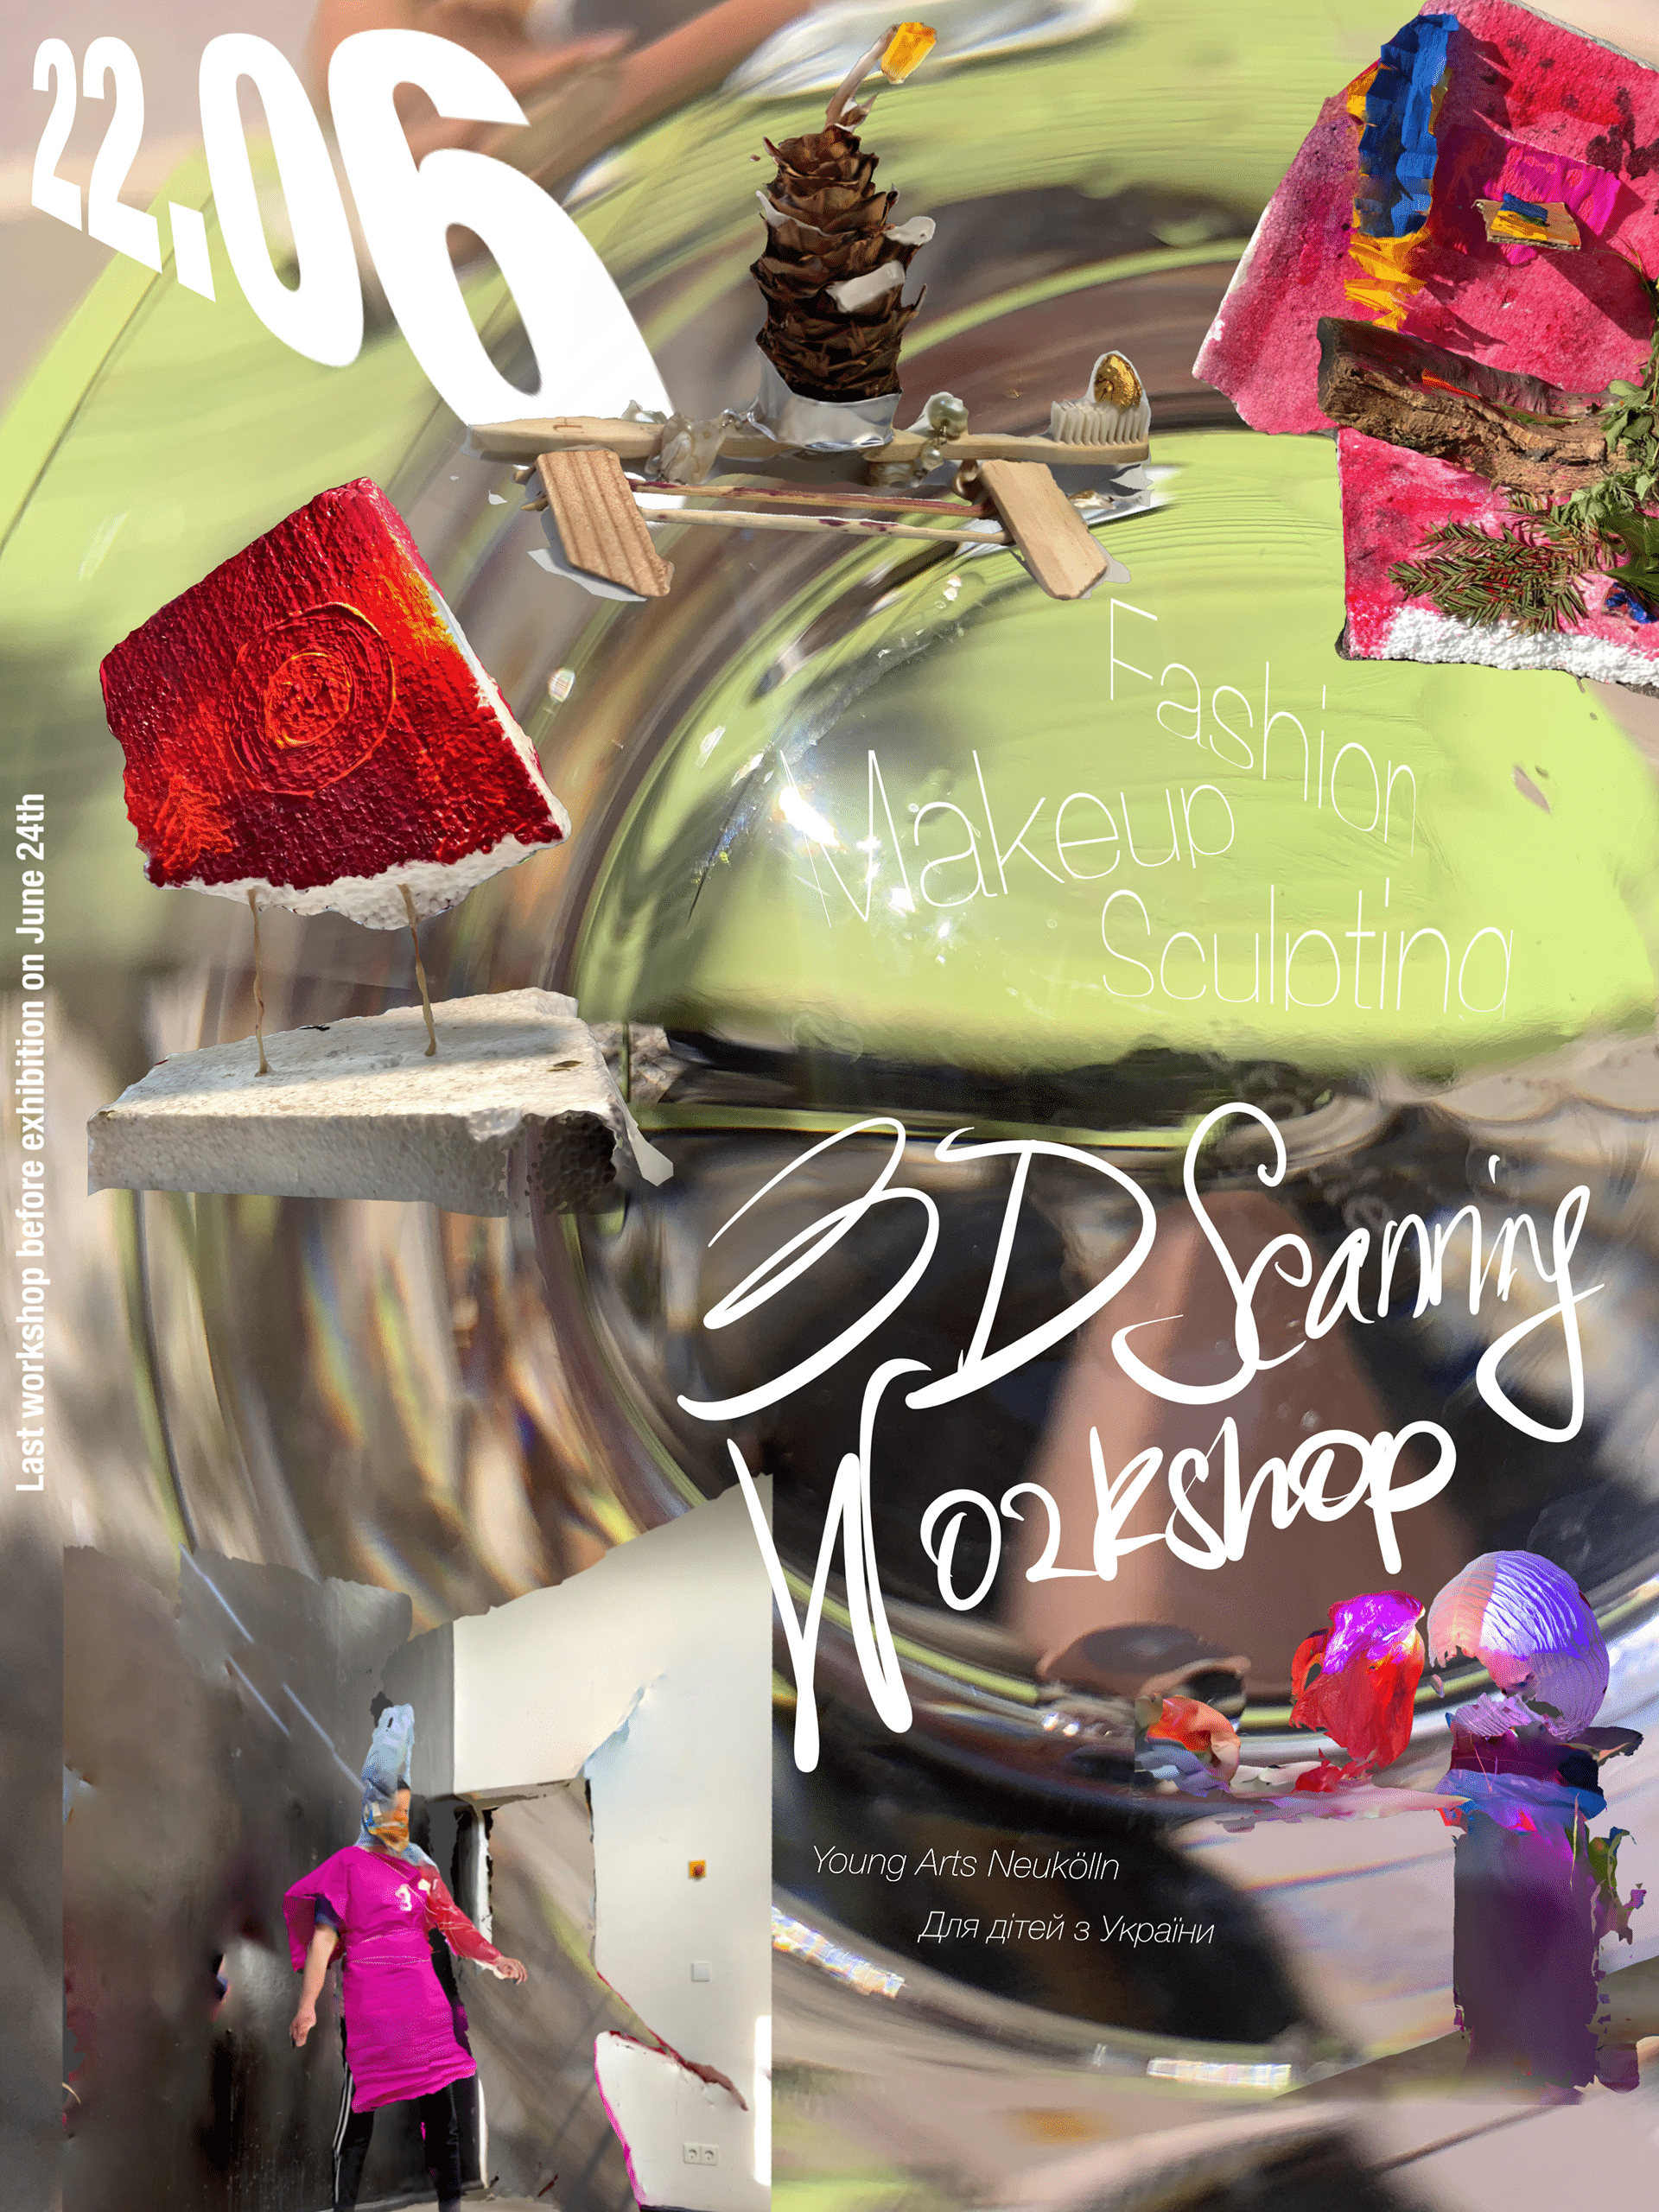 22.06
Fashion
Makeup
Sculpting
Last workshop before exhibition on June 24th
3D Scanning
Workshop
Young Arts Neukölln
Для дітей з України